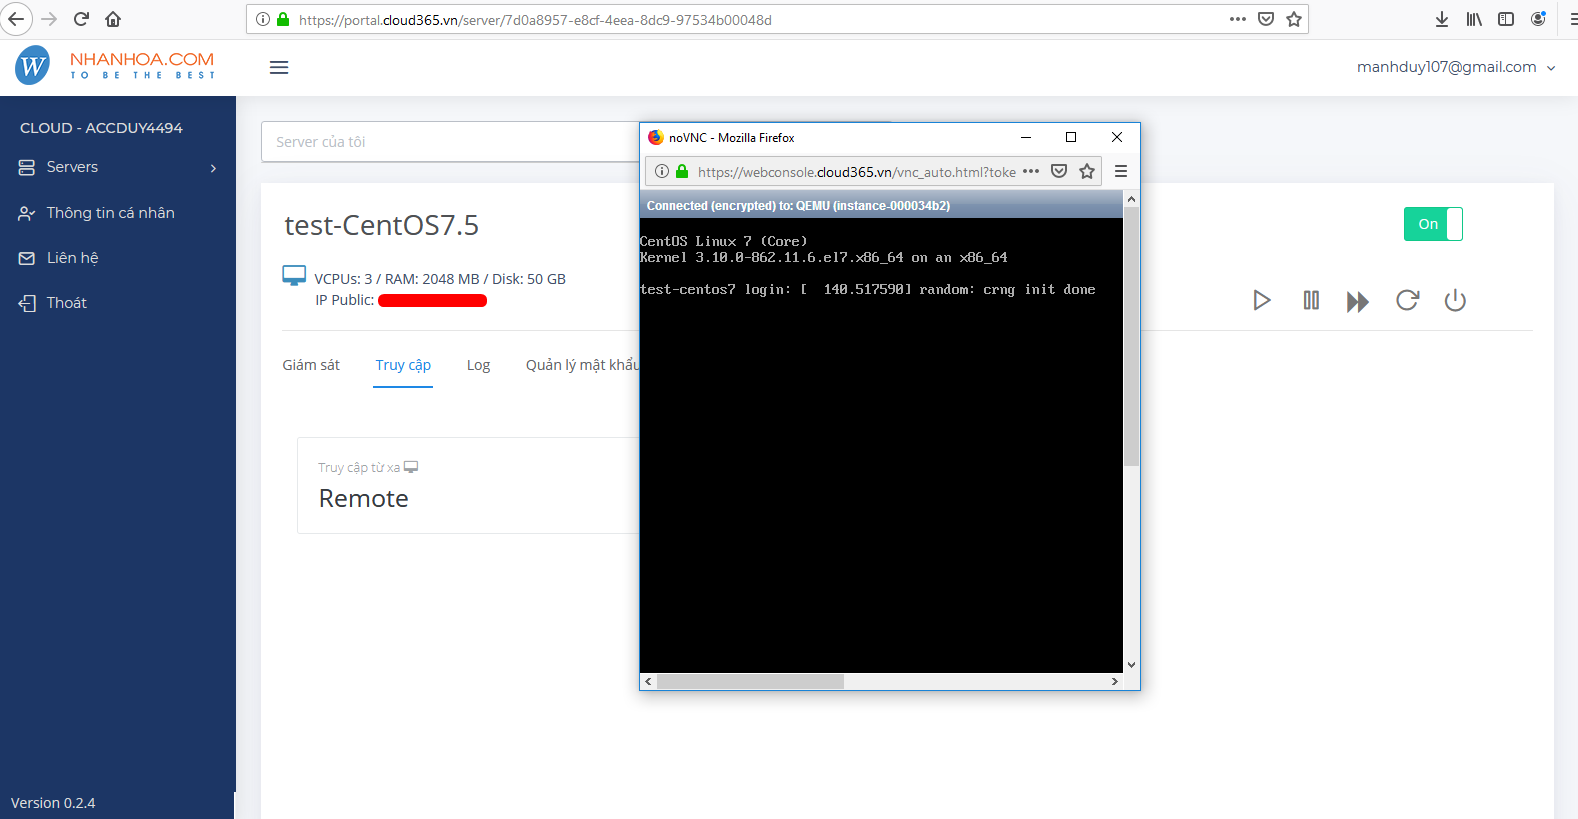 https://portal.cloud365.vn/server/7d0a8957-e8cf-4eea-8dc9-97534b00048d
W NHANHOA.COM
TO BE THE BEST
manhduy107@gmail.com
CLOUD - ACCDUY4494
Servers
Thông tin cá nhân
Liên hệ
Thoát
Version 0.2.4
Server của tôi
test-CentOS7.5
On
VCPUs: 3 / RAM: 2048 MB / Disk: 50 GB
IP Public:
Giám sát Truy cập Log Quản lý mật khẩu
Truy cập từ xa
Remote
noVNC - Mozilla Firefox
https://webconsole.cloud365.vn/vnc_auto.html?toke
Connected (encrypted) to: QEMU (instance-000034b2)
CentOS Linux 7 (Core)
Kernel 3.10.0-862.11.6.el7.x86_64 on an x86_64
test-centos7 login: [  140.517590] random: crng init done